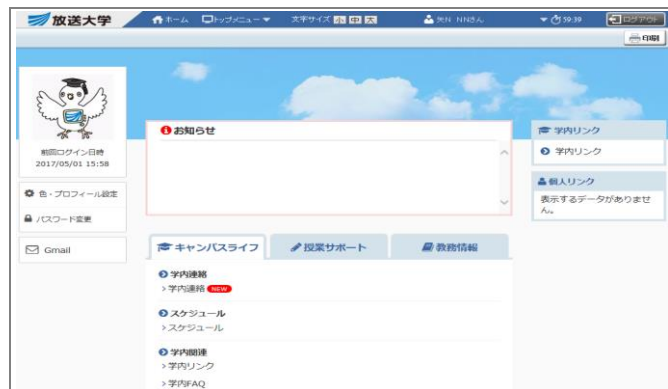 放送大学
ホーム
トップメニュー
文字サイズ 小 中 大
59:39
ログアウト
印刷
前回ログイン日時
2017/05/01 15:58
色・プロフィール設定
パスワード変更
Gmail
お知らせ
キャンパスライフ
授業サポート
教務情報
学内連絡
>学内連絡 NEW
スケジュール
>スケジュール
学内関連
>学内リンク
>学内FAQ
学内リンク
学内リンク
個人リンク
表示するデータがありませ
ん。